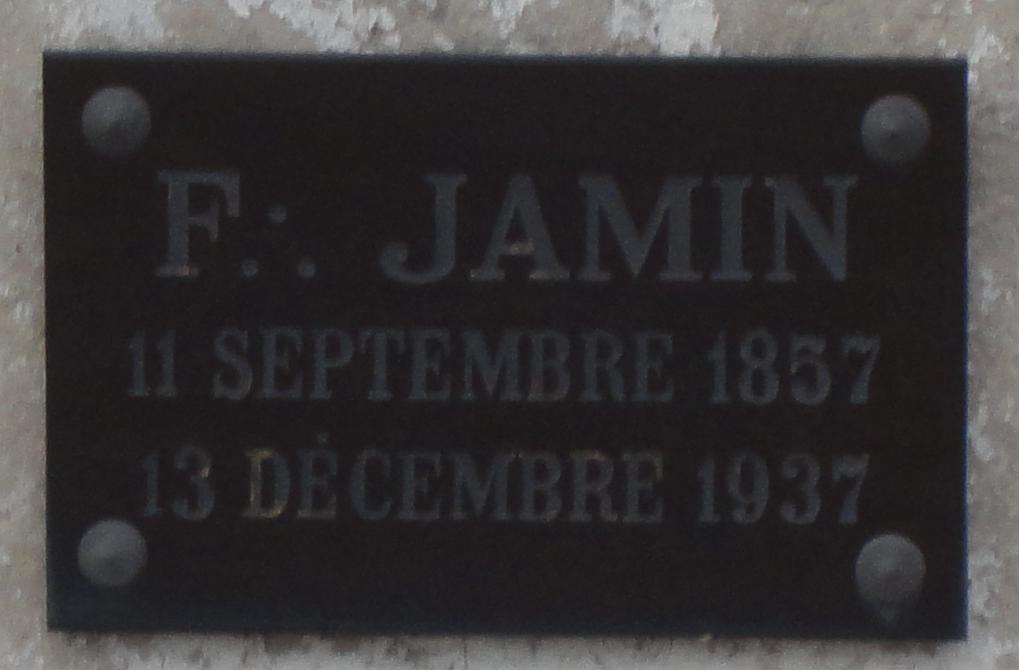 F∴ JAMIN
11 SEPTEMBRE 1857
13 DÉCEMBRE 1937